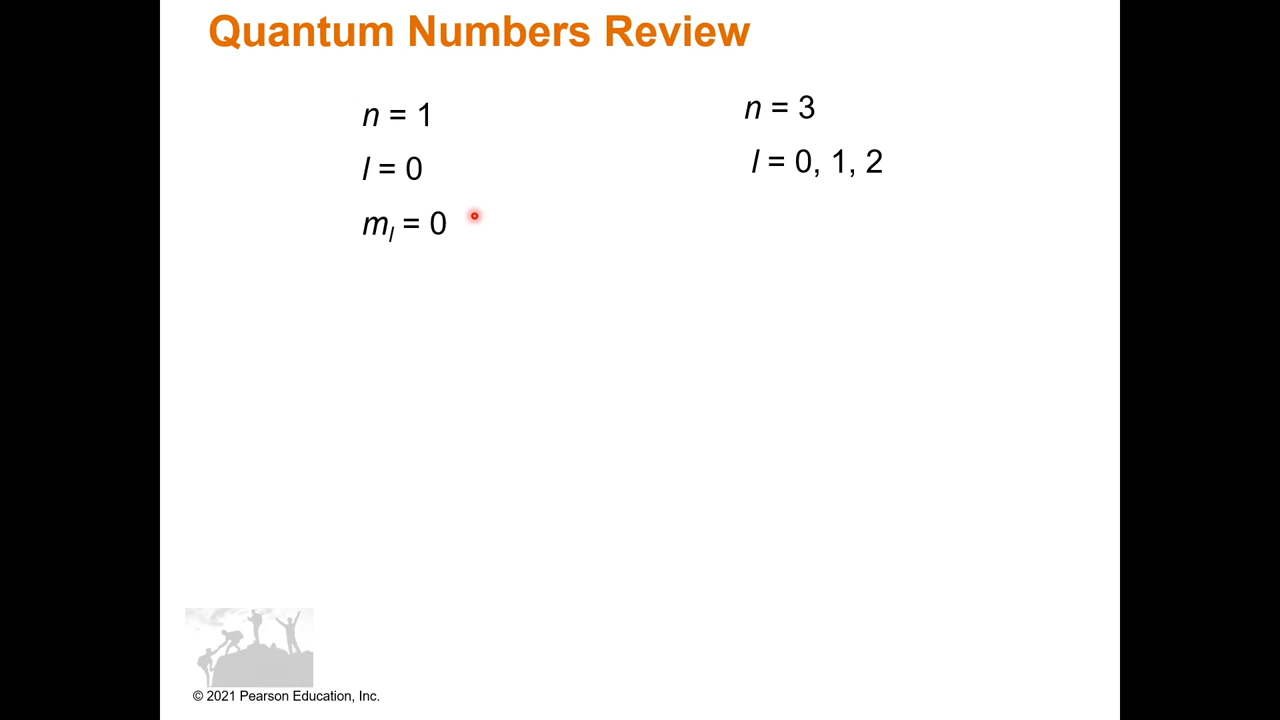 Quantum Numbers Review
n = 1
l = 0
mₗ = 0
n = 3
l = 0, 1, 2
© 2021 Pearson Education, Inc.